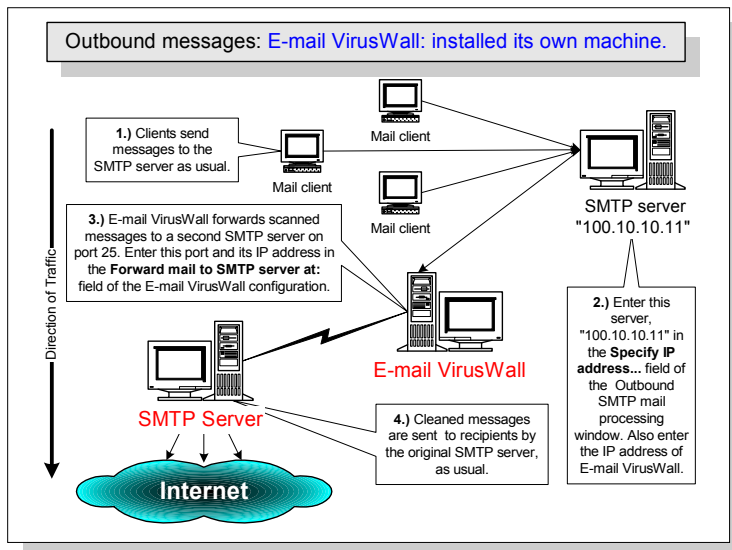 Outbound messages: E-mail VirusWall: installed its own machine.
1.) Clients send
messages to the
SMTP server as usual.
Mail client
Mail client
Mail client
SMTP server
"100.10.10.11"
3.) E-mail VirusWall forwards scanned
messages to a second SMTP server on
port 25. Enter this port and its IP address in
the Forward mail to SMTP server at:
field of the E-mail VirusWall configuration.
Direction of Traffic
2.) Enter this
server,
"100.10.10.11" in
the Specify IP
address... field of
the Outbound
SMTP mail
processing
window. Also enter
the IP address of
E-mail VirusWall.
E-mail VirusWall
SMTP Server
4.) Cleaned messages
are sent to recipients by
the original SMTP server,
as usual.
Internet